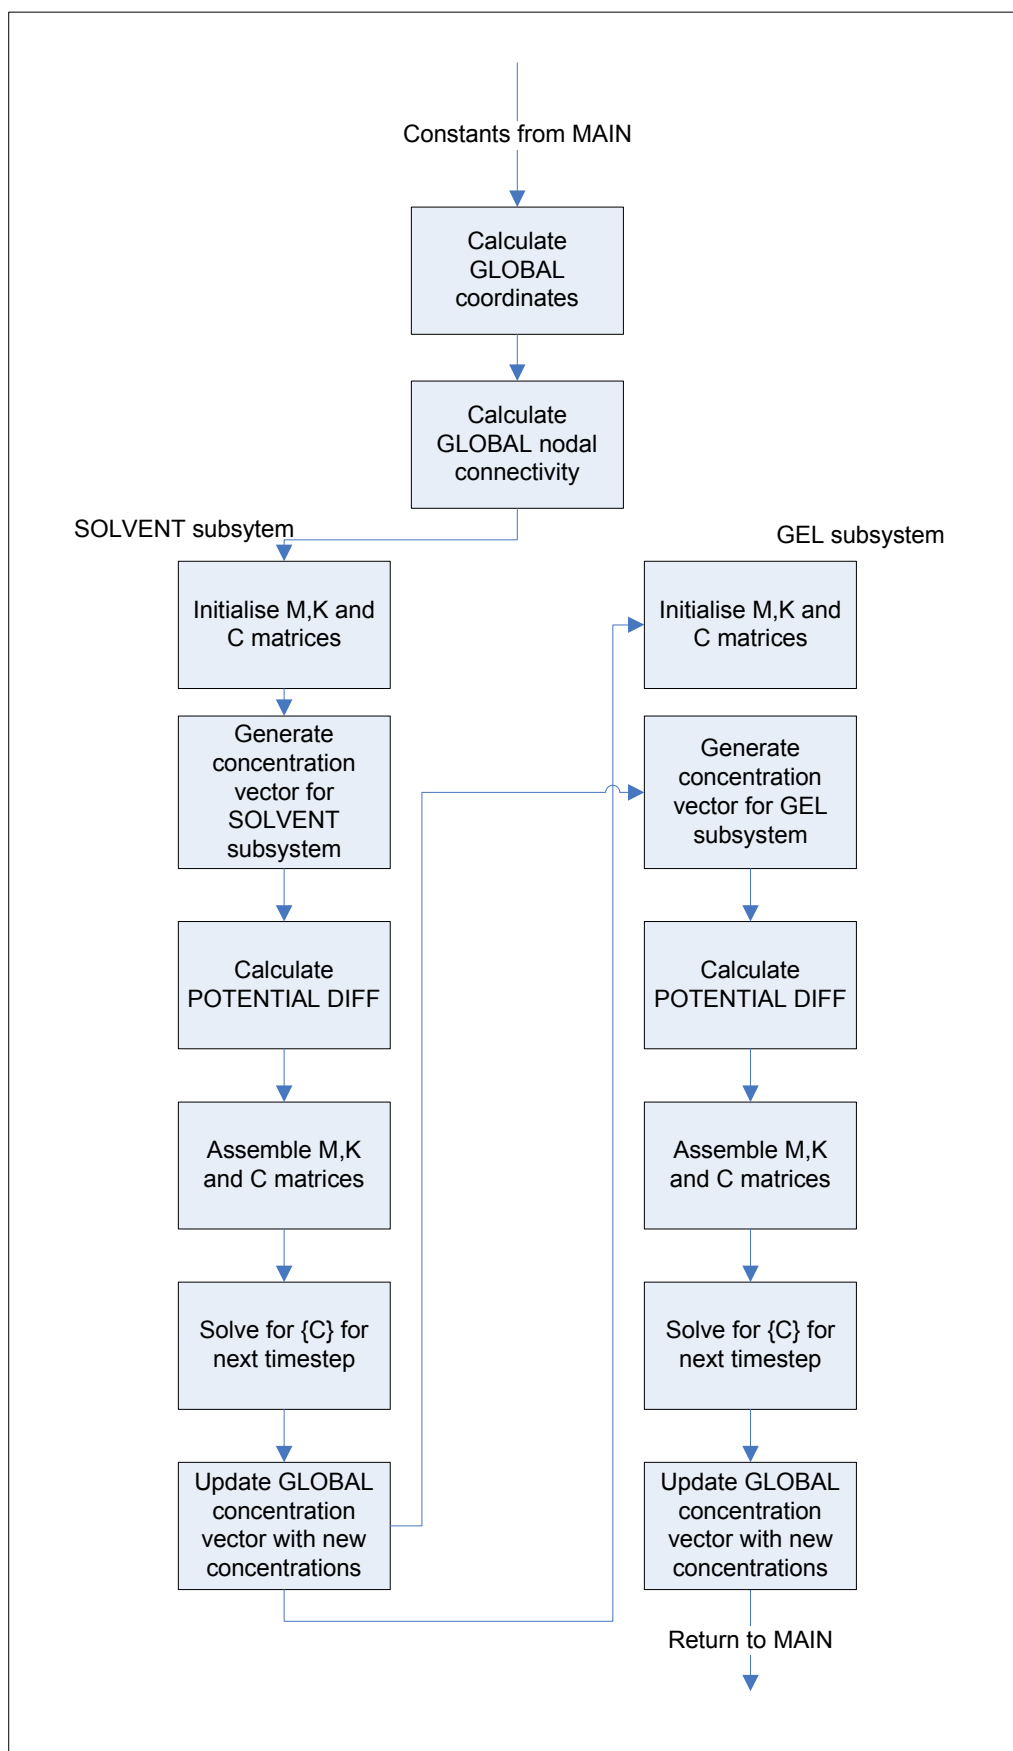 Constants from MAIN
Calculate
GLOBAL
coordinates
Calculate
GLOBAL nodal
connectivity
SOLVENT subsytem
Initialise M,K and
C matrices
Generate
concentration
vector for
SOLVENT
subsystem
Calculate
POTENTIAL DIFF
Assemble M,K
and C matrices
Solve for {C} for
next timestep
Update GLOBAL
concentration
vector with new
concentrations
GEL subsystem
Initialise M,K and
C matrices
Generate
concentration
vector for GEL
subsystem
Calculate
POTENTIAL DIFF
Assemble M,K
and C matrices
Solve for {C} for
next timestep
Update GLOBAL
concentration
vector with new
concentrations
Return to MAIN